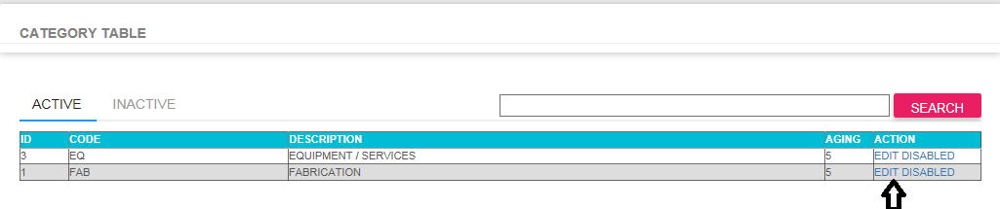 CATEGORY TABLE
ACTIVE INACTIVE SEARCH
ID CODE DESCRIPTION AGING ACTION
3 EQ EQUIPMENT / SERVICES 5 EDIT DISABLED
1 FAB FABRICATION 5 EDIT DISABLED